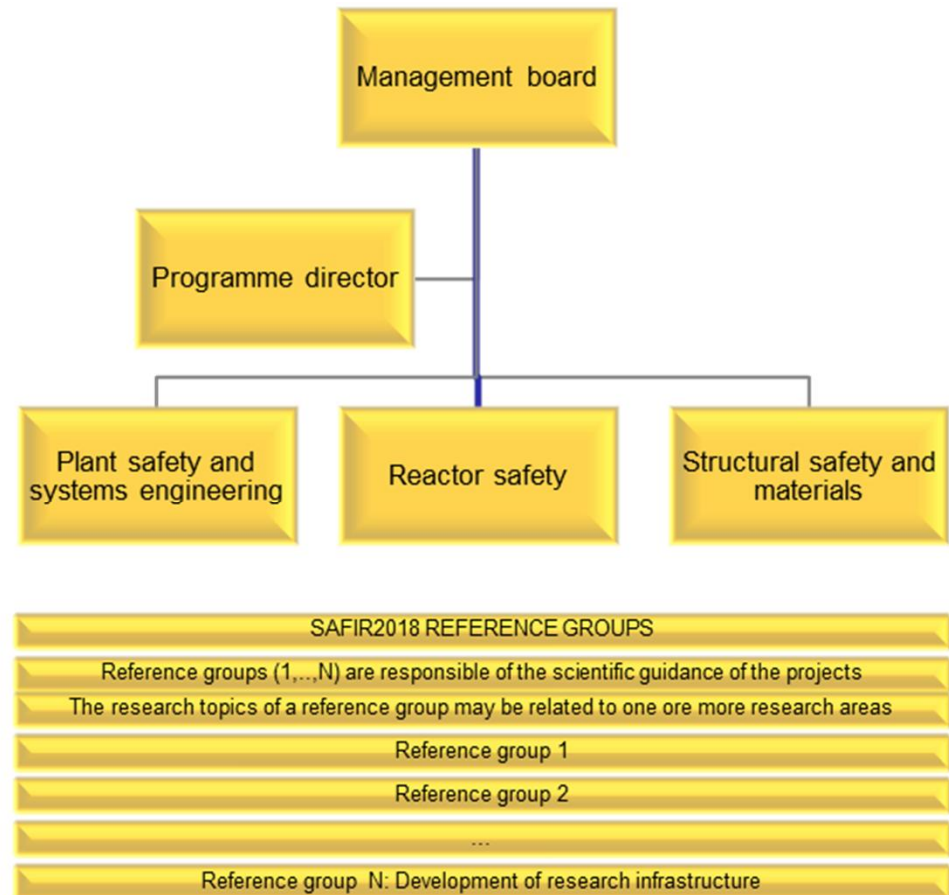 Management board
Programme director
Plant safety and
systems engineering
Reactor safety
Structural safety and
materials
SAFIR2018 REFERENCE GROUPS
Reference groups (1,..,N) are responsible of the scientific guidance of the projects
The research topics of a reference group may be related to one ore more research areas
Reference group 1
Reference group 2
...
Reference group N: Development of research infrastructure